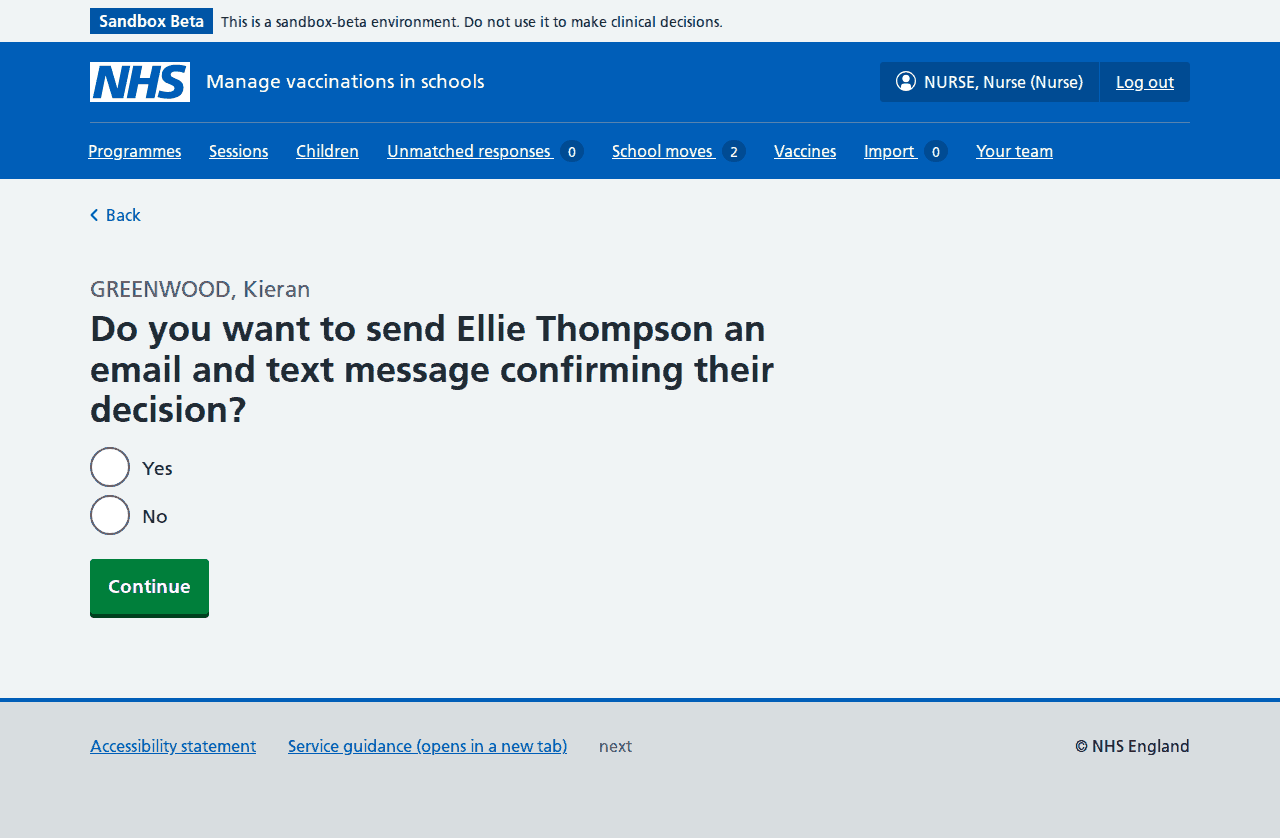 Sandbox Beta This is a sandbox-beta environment. Do not use it to make clinical decisions.
NHS Manage vaccinations in schools NURSE, Nurse (Nurse) Log out
Programmes Sessions Children Unmatched responses 0 School moves 2 Vaccines Import 0 Your team
Back
GREENWOOD, Kieran
Do you want to send Ellie Thompson an
email and text message confirming their
decision?
Yes
No
Continue
Accessibility statement Service guidance (opens in a new tab) next © NHS England